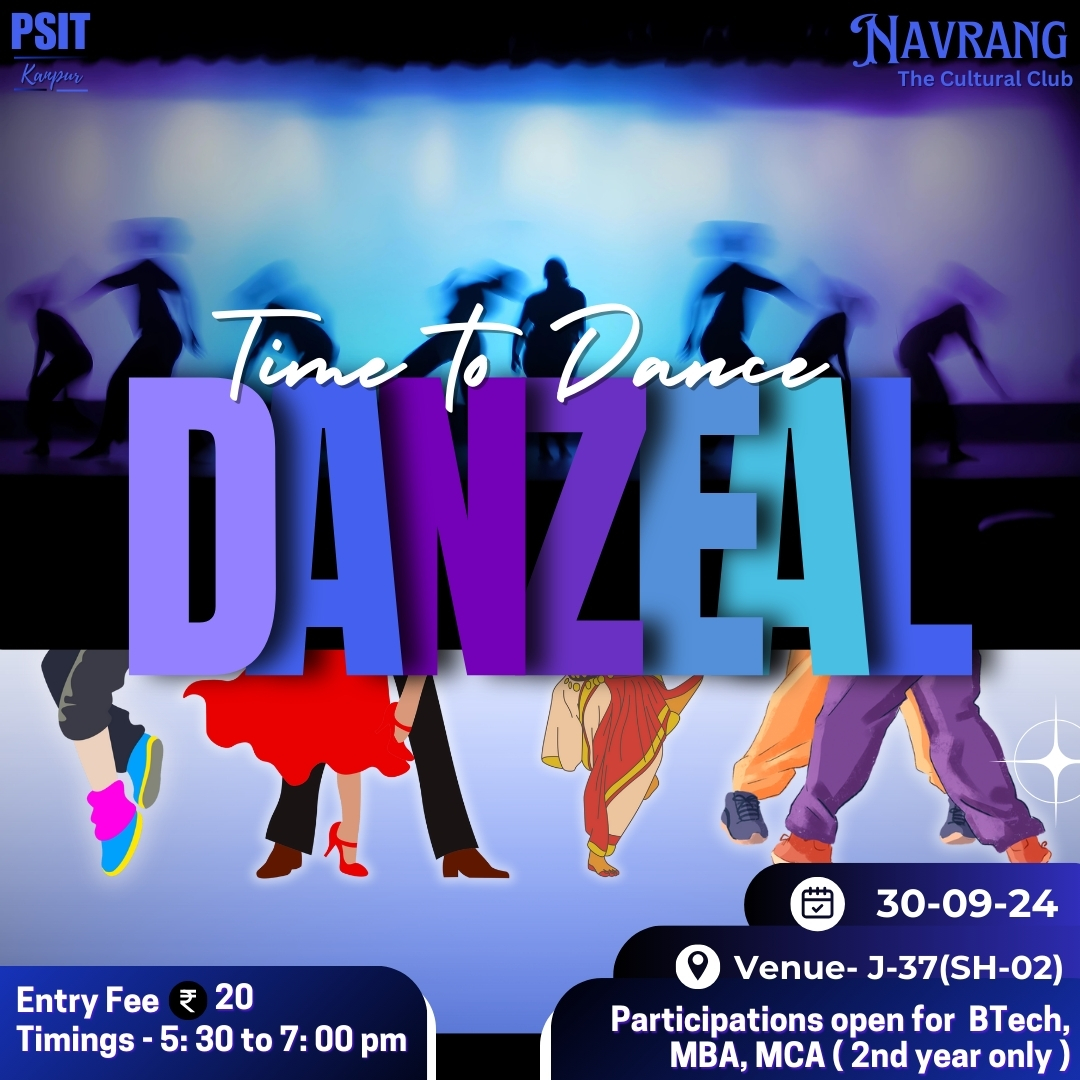 PSIT
Kanpur
NAVRANG
The Cultural Club
Time to Dance
DANZEAL
30-09-24
Venue- J-37(SH-02)
Entry Fee ₹ 20
Timings - 5: 30 to 7: 00 pm
Participations open for BTech,
MBA, MCA ( 2nd year only )